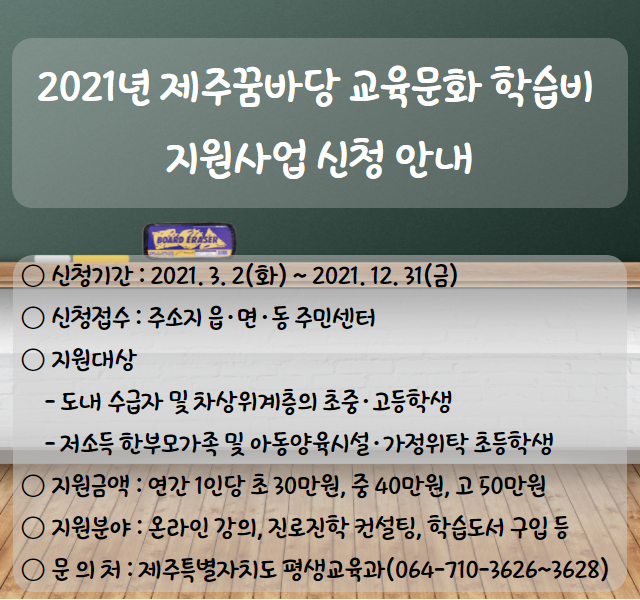 2021년 제주꿈바당 교육문화 학습비
지원사업 신청 안내
BOARD ERASER
○ 신청기간 : 2021. 3. 2(화) ~ 2021. 12. 31(금)
○ 신청접수 : 주소지 읍·면·동 주민센터
○ 지원대상
- 도내 수급자 및 차상위계층의 초중·고등학생
- 저소득 한부모가족 및 아동양육시설·가정위탁 초등학생
○ 지원금액 : 연간 1인당 초 30만원, 중 40만원, 고 50만원
○ 지원분야 : 온라인 강의, 진로진학 컨설팅, 학습도서 구입 등
○ 문 의 처 : 제주특별자치도 평생교육과(064-710-3626~3628)